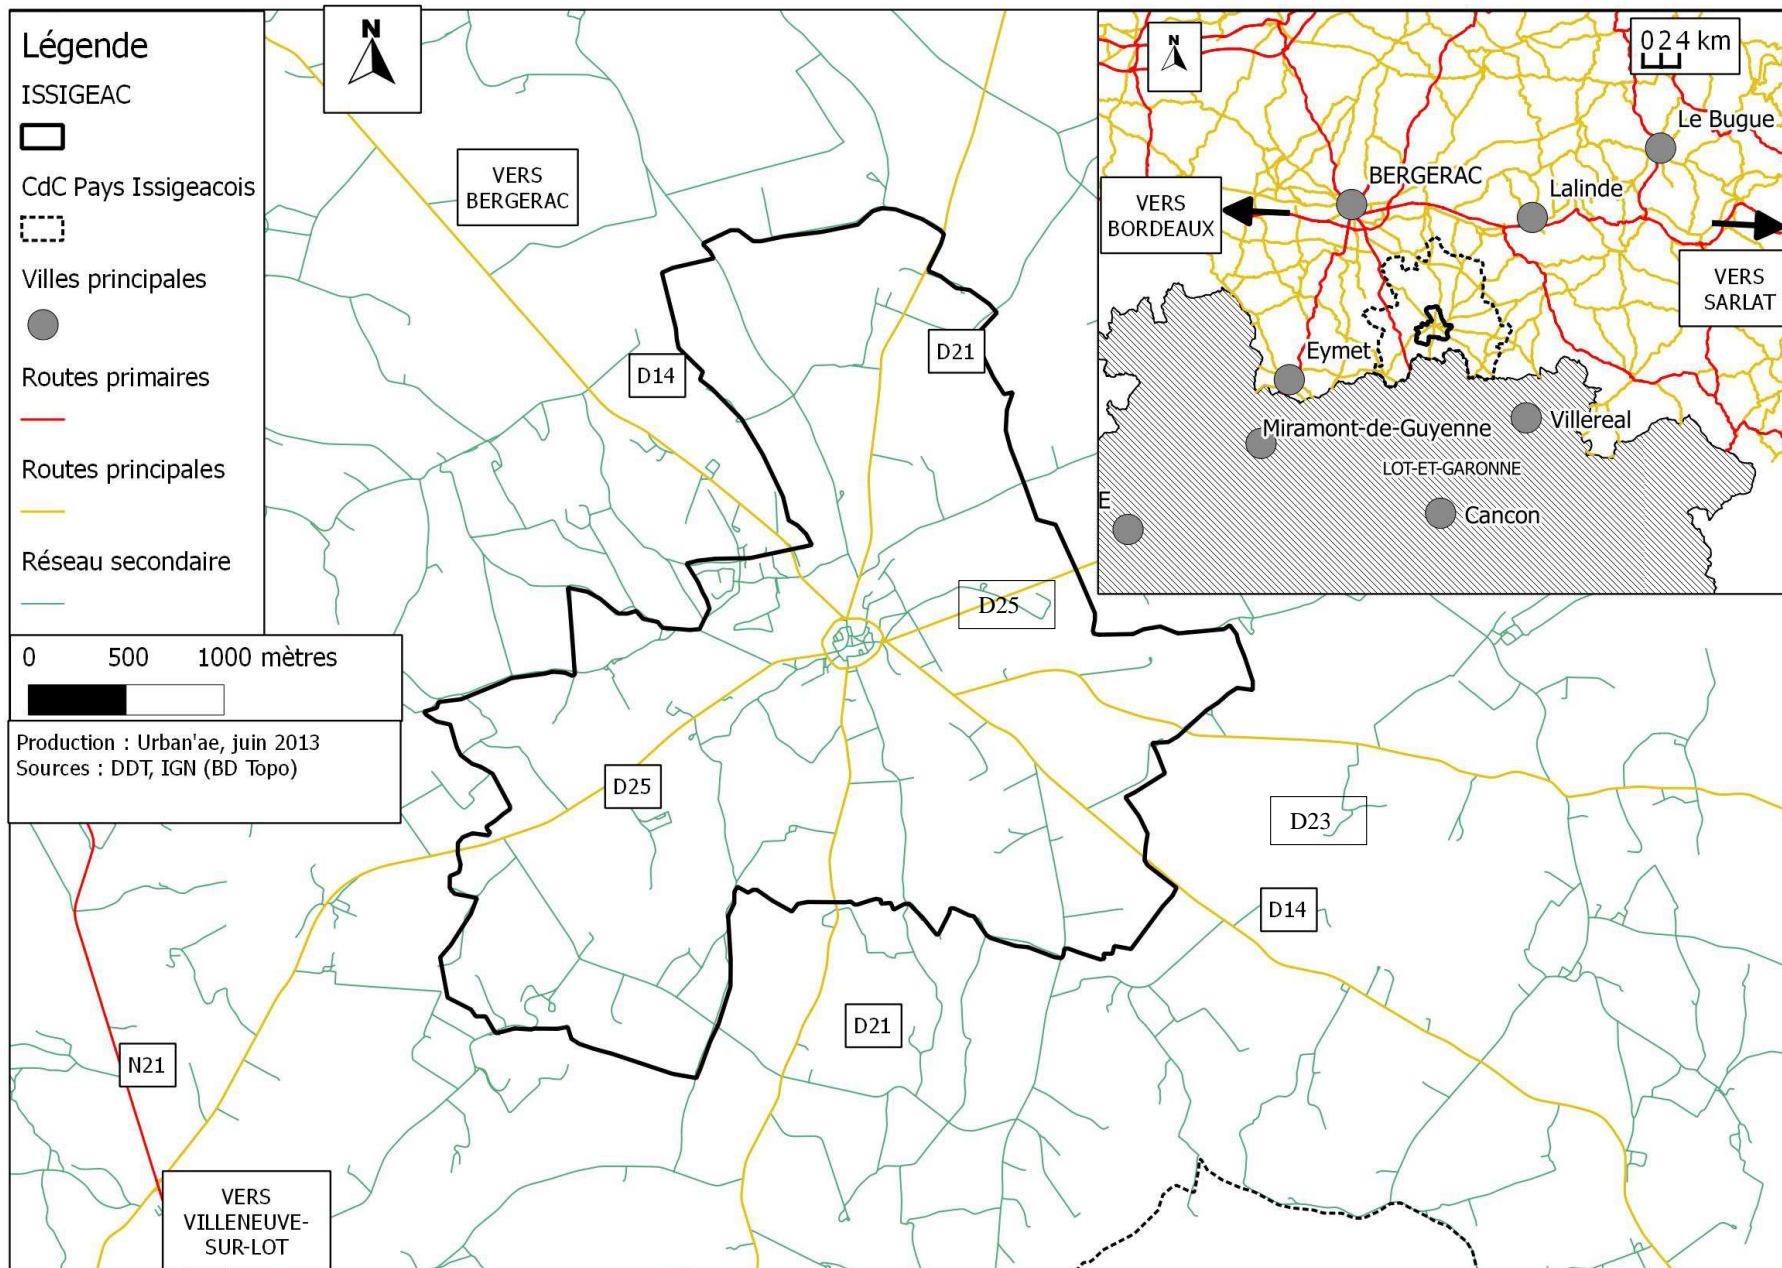 Légende
ISSIGEAC
CdC Pays Issigeacois
Villes principales
Routes primaires
Routes principales
Réseau secondaire
0 500 1000 mètres
Production : Urban'ae, juin 2013
Sources : DDT, IGN (BD Topo)
N
VERS
BERGERAC
D14
D21
D25
D25
D23
D14
D21
N21
VERS
VILLENEUVE-
SUR-LOT
N
0 2 4 km
Le Bugue
BERGERAC
Lalinde
VERS
BORDEAUX
VERS
SARLAT
Eymet
Miramont-de-Guyenne
Villereal
LOT-ET-GARONNE
E
Cancon